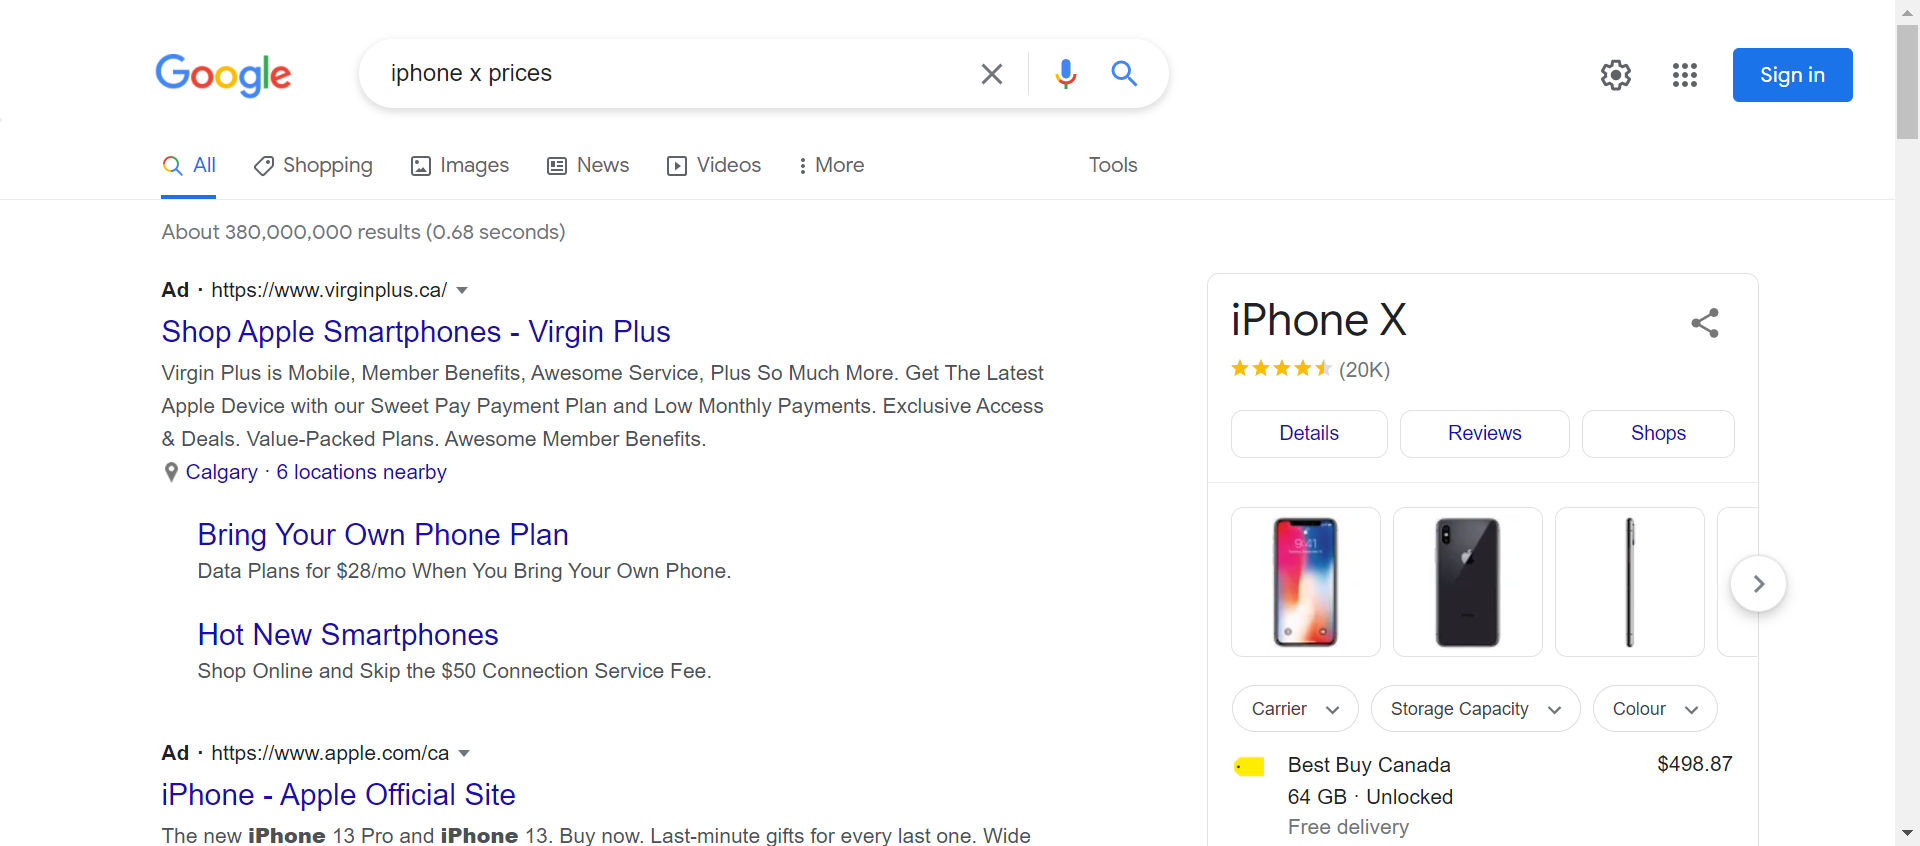 Google
iphone x prices
Sign in
All
Shopping
Images
News
Videos
More
Tools
About 380,000,000 results (0.68 seconds)
Ad · https://www.virginplus.ca/
Shop Apple Smartphones - Virgin Plus
Virgin Plus is Mobile, Member Benefits, Awesome Service, Plus So Much More. Get The Latest
Apple Device with our Sweet Pay Payment Plan and Low Monthly Payments. Exclusive Access
& Deals. Value-Packed Plans. Awesome Member Benefits.
Calgary · 6 locations nearby
Bring Your Own Phone Plan
Data Plans for $28/mo When You Bring Your Own Phone.
Hot New Smartphones
Shop Online and Skip the $50 Connection Service Fee.
Ad · https://www.apple.com/ca
iPhone - Apple Official Site
The new iPhone 13 Pro and iPhone 13. Buy now. Last-minute gifts for every last one. Wide
iPhone X
(20K)
Details
Reviews
Shops
9:41
Carrier
Storage Capacity
Colour
Best Buy Canada
$498.87
64 GB · Unlocked
Free delivery